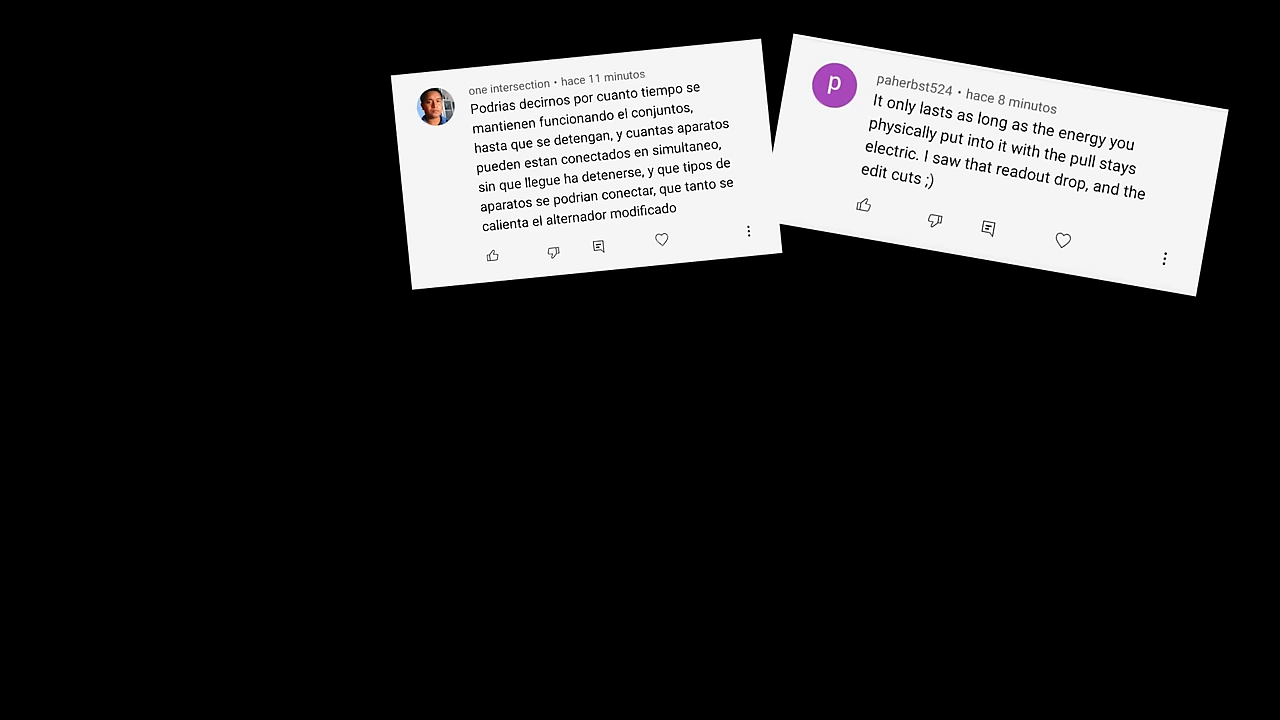 one intersection • hace 11 minutos
Podrias decirnos por cuanto tiempo se
mantienen funcionando el conjuntos,
hasta que se detengan, y cuantas aparatos
pueden estan conectados en simultaneo,
sin que llegue ha detenerse, y que tipos de
aparatos se podrian conectar, que tanto se
calienta el alternador modificado
p
paherbst524 • hace 8 minutos
It only lasts as long as the energy you
physically put into it with the pull stays
electric. I saw that readout drop, and the
edit cuts ;)